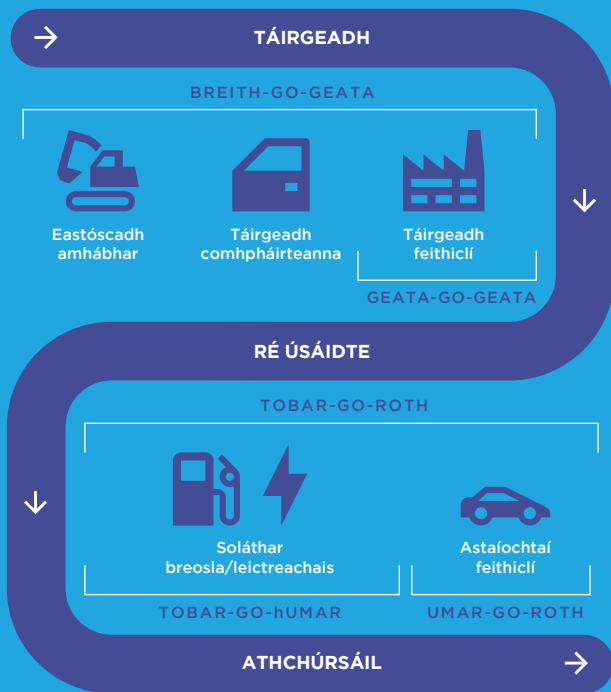 TÁIRGEADH
BREITH-GO-GEATA
Eastóscadh
amhábhar
Táirgeadh
comhpháirteanna
Táirgeadh
feithiclí
GEATA-GO-GEATA
RÉ ÚSÁIDTE
TOBAR-GO-ROTH
Soláthar
breosla/leictreachais
Astaíochtaí
feithiclí
TOBAR-GO-hUMAR
UMAR-GO-ROTH
ATHCHÚRSÁIL